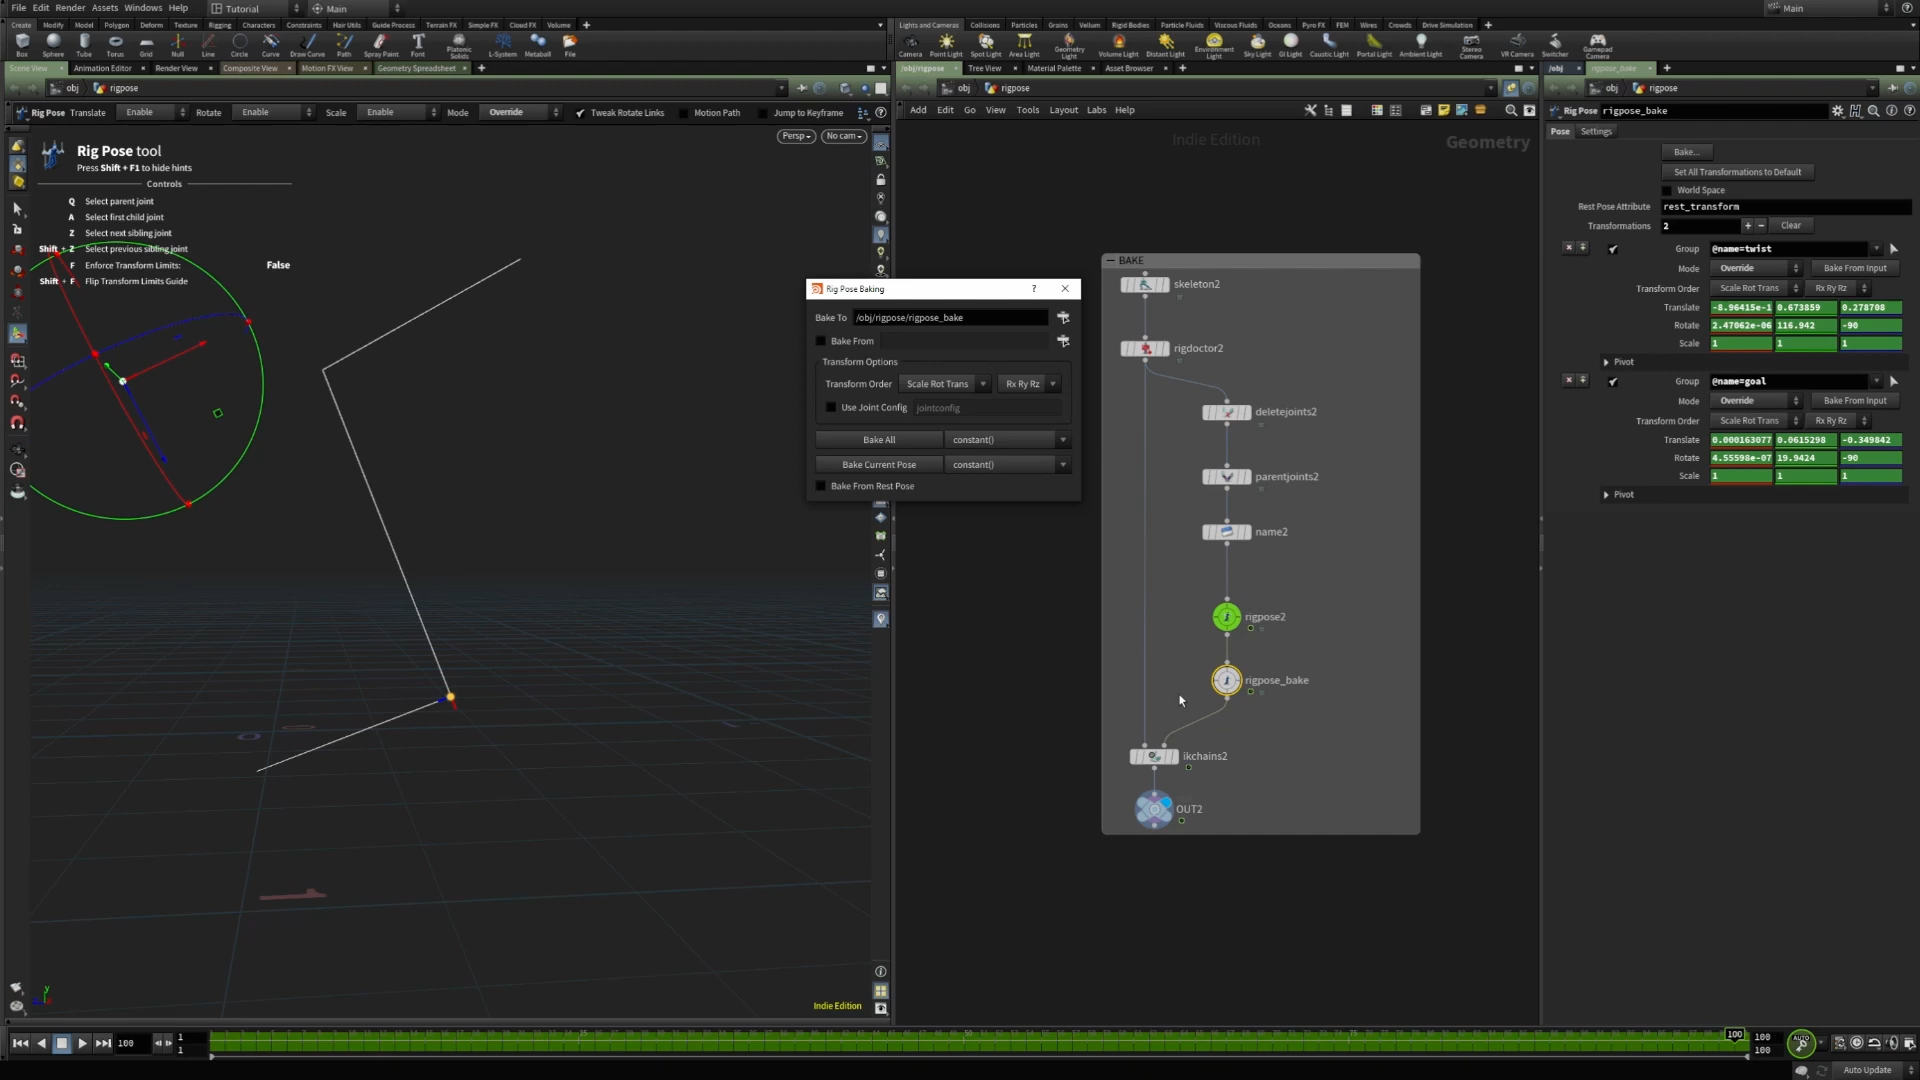 File Edit Render Assets Windows Help Tutorial Main Main
Create Modify Model Polygon Deform Texture Rigging Characters Constraints Hair Utils Guide Process Terrain FX Simple FX Cloud FX Volume
Lights and Cameras Collisions Particles Grains Vellum Rigid Bodies Particle Fluids Viscous Fluids Oceans Pyro FX FEM Wires Crowds Drive Simulation
Box Sphere Tube Torus Grid Null Line Circle Curve Draw Curve Path Spray Paint Font Platonic Solids L-System Metaball File
Camera Point Light Spot Light Area Light Geometry Light Volume Light Distant Light Environment Light Sky Light GI Light Caustic Light Portal Light Ambient Light Stereo Camera VR Camera Switcher Gamepad Camera
Scene View Animation Editor Render View Composite View Motion FX View Geometry Spreadsheet
/obj/rigpose Tree View Material Palette Asset Browser
/obj rigpose_bake
obj rigpose
obj rigpose
obj rigpose
Rig Pose Translate Enable Rotate Enable Scale Enable Mode Override Tweak Rotate Links Motion Path Jump to Keyframe
Add Edit Go View Tools Layout Labs Help
Rig Pose rigpose_bake
Persp No cam
Rig Pose tool
Press Shift + F1 to hide hints
Controls
Q Select parent joint
A Select first child joint
Z Select next sibling joint
Shift + Z Select previous sibling joint
F Enforce Transform Limits: False
Shift + F Flip Transform Limits Guide
Indie Edition
Rig Pose Baking ?
Bake To /obj/rigpose/rigpose_bake
Bake From
Transform Options
Transform Order Scale Rot Trans Rx Ry Rz
Use Joint Config jointconfig
Bake All constant()
Bake Current Pose constant()
Bake From Rest Pose
Indie Edition
Geometry
BAKE
skeleton2
rigdoctor2
deletejoints2
parentjoints2
name2
rigpose2
rigpose_bake
ikchains2
OUT2
Pose Settings
Bake...
Set All Transformations to Default
World Space
Rest Pose Attribute rest_transform
Transformations 2 + − Clear
Group @name=twist
Mode Override Bake From Input
Transform Order Scale Rot Trans Rx Ry Rz
Translate -8.96415e-1 0.673859 0.278708
Rotate 2.47062e-06 116.942 -90
Scale 1 1 1
Pivot
Group @name=goal
Mode Override Bake From Input
Transform Order Scale Rot Trans Rx Ry Rz
Translate 0.000163077 0.0615298 -0.349842
Rotate 4.55598e-07 19.9424 -90
Scale 1 1 1
Pivot
100 1 1 25 50 75 100 100 100 AUTO
Auto Update